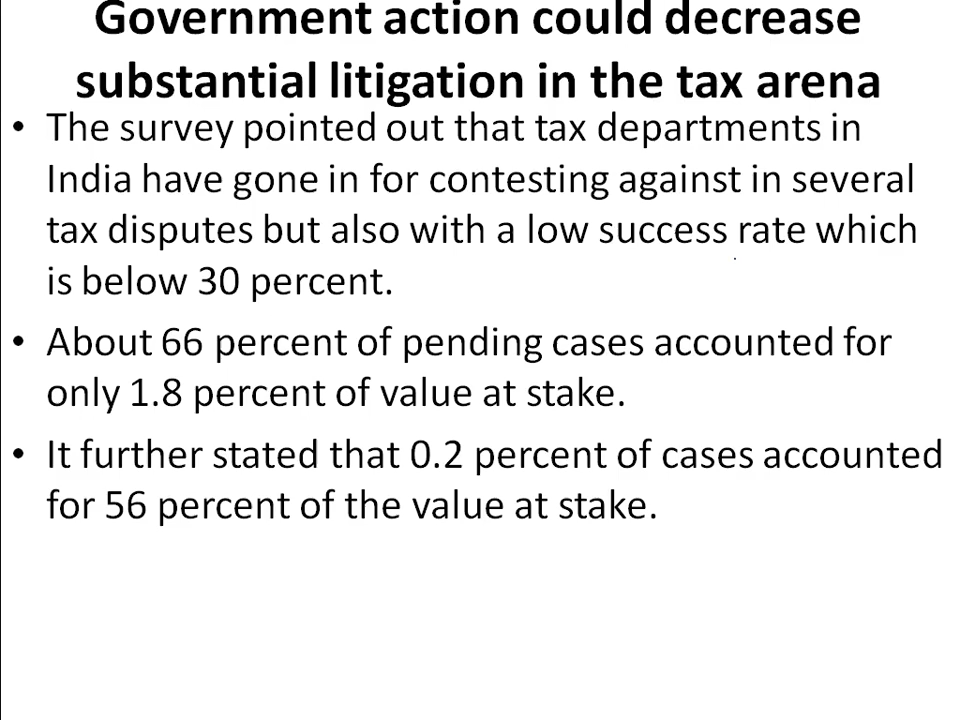 Government action could decrease
substantial litigation in the tax arena
• The survey pointed out that tax departments in
India have gone in for contesting against in several
tax disputes but also with a low success rate which
is below 30 percent.
• About 66 percent of pending cases accounted for
only 1.8 percent of value at stake.
• It further stated that 0.2 percent of cases accounted
for 56 percent of the value at stake.